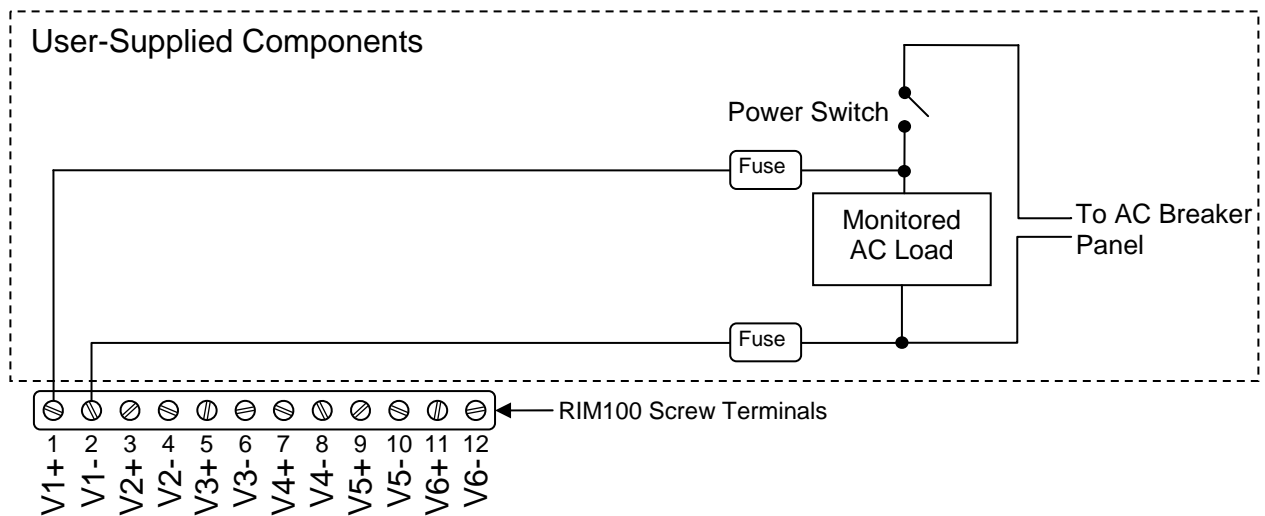 User-Supplied Components
Power Switch
Fuse
Monitored
AC Load
To AC Breaker
Panel
Fuse
RIM100 Screw Terminals
1 2 3 4 5 6 7 8 9 10 11 12
V1+ V1- V2+ V2- V3+ V3- V4+ V4- V5+ V5- V6+ V6-